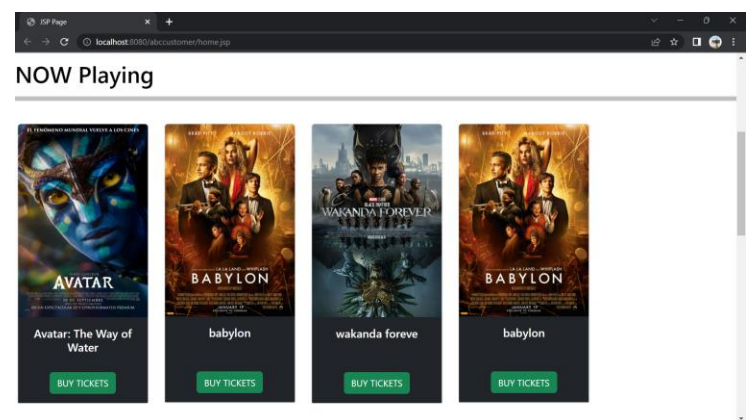 JSP Page
localhost:8080/abccustomer/home.jsp
NOW Playing
EL FENÓMENO MUNDIAL VUELVE A LOS CINES
AVATAR
BRAD PITT MARGOT ROBBIE
BABYLON
WAKANDA FOREVER
BRAD PITT MARGOT ROBBIE
BABYLON
Avatar: The Way of
Water
babylon
wakanda foreve
babylon
BUY TICKETS
BUY TICKETS
BUY TICKETS
BUY TICKETS